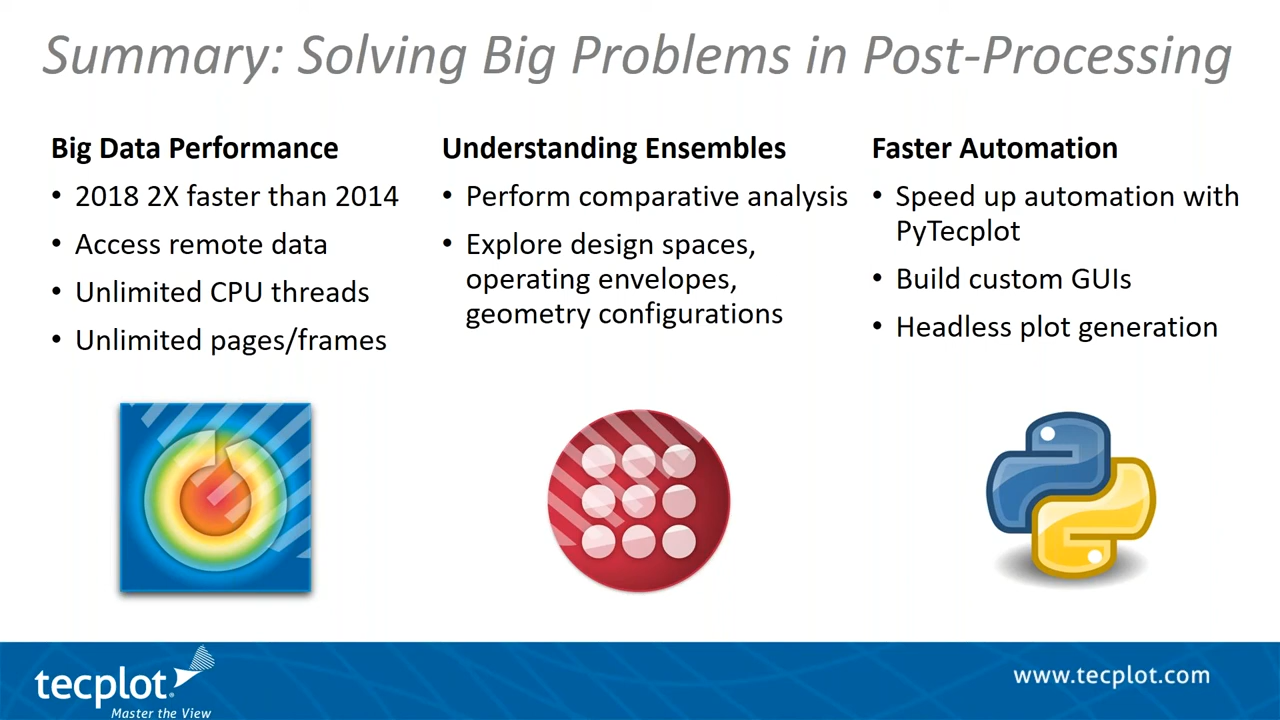 Summary: Solving Big Problems in Post-Processing
Big Data Performance
• 2018 2X faster than 2014
• Access remote data
• Unlimited CPU threads
• Unlimited pages/frames
Understanding Ensembles
• Perform comparative analysis
• Explore design spaces,
operating envelopes,
geometry configurations
Faster Automation
• Speed up automation with
PyTecplot
• Build custom GUIs
• Headless plot generation
tecplot®
Master the View
www.tecplot.com